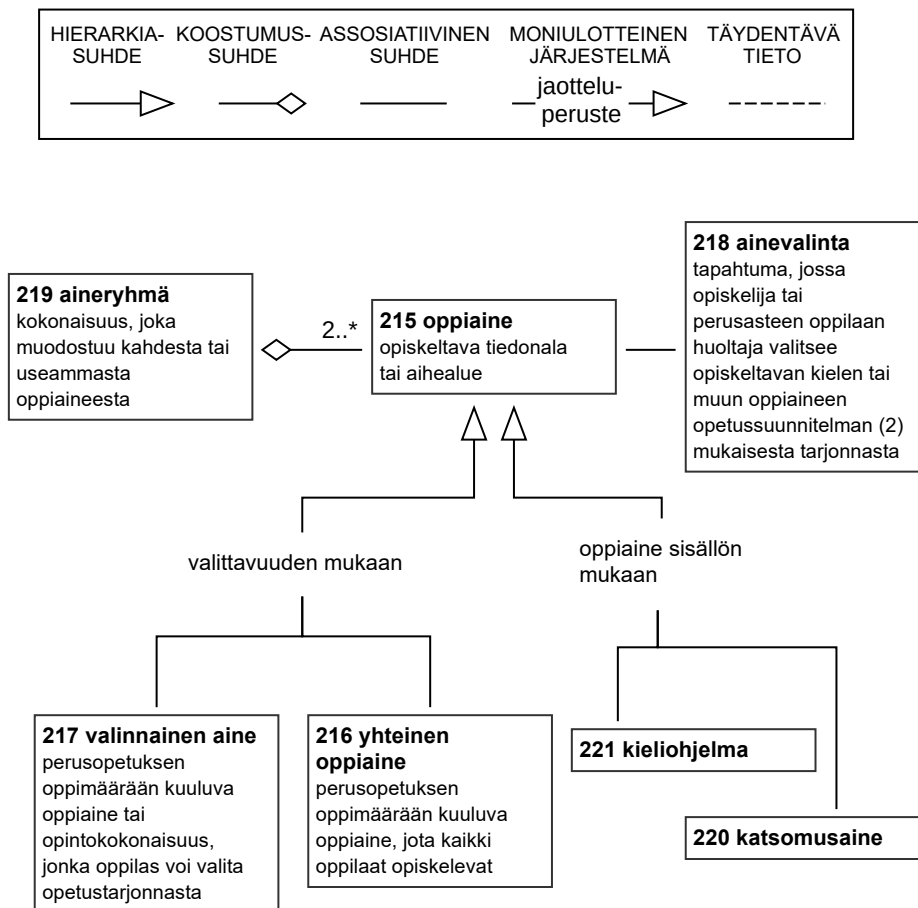 HIERARKIA-
SUHDE
KOOSTUMUS-
SUHDE
ASSOSIATIIVINEN
SUHDE
MONIULOTTEINEN
JÄRJESTELMÄ
jaottelu-
peruste
TÄYDENTÄVÄ
TIETO
219 aineryhmä
kokonaisuus, joka
muodostuu kahdesta tai
useammasta
oppiaineesta
2..*
215 oppiaine
opiskeltava tiedonala
tai aihealue
218 ainevalinta
tapahtuma, jossa
opiskelija tai
perusasteen oppilaan
huoltaja valitsee
opiskeltavan kielen tai
muun oppiaineen
opetussuunnitelman (2)
mukaisesta tarjonnasta
valittavuuden mukaan
oppiaine sisällön
mukaan
217 valinnainen aine
perusopetuksen
oppimäärään kuuluva
oppiaine tai
opintokokonaisuus,
jonka oppilas voi valita
opetustarjonnasta
216 yhteinen
oppiaine
perusopetuksen
oppimäärään kuuluva
oppiaine, jota kaikki
oppilaat opiskelevat
221 kieliohjelma
220 katsomusaine